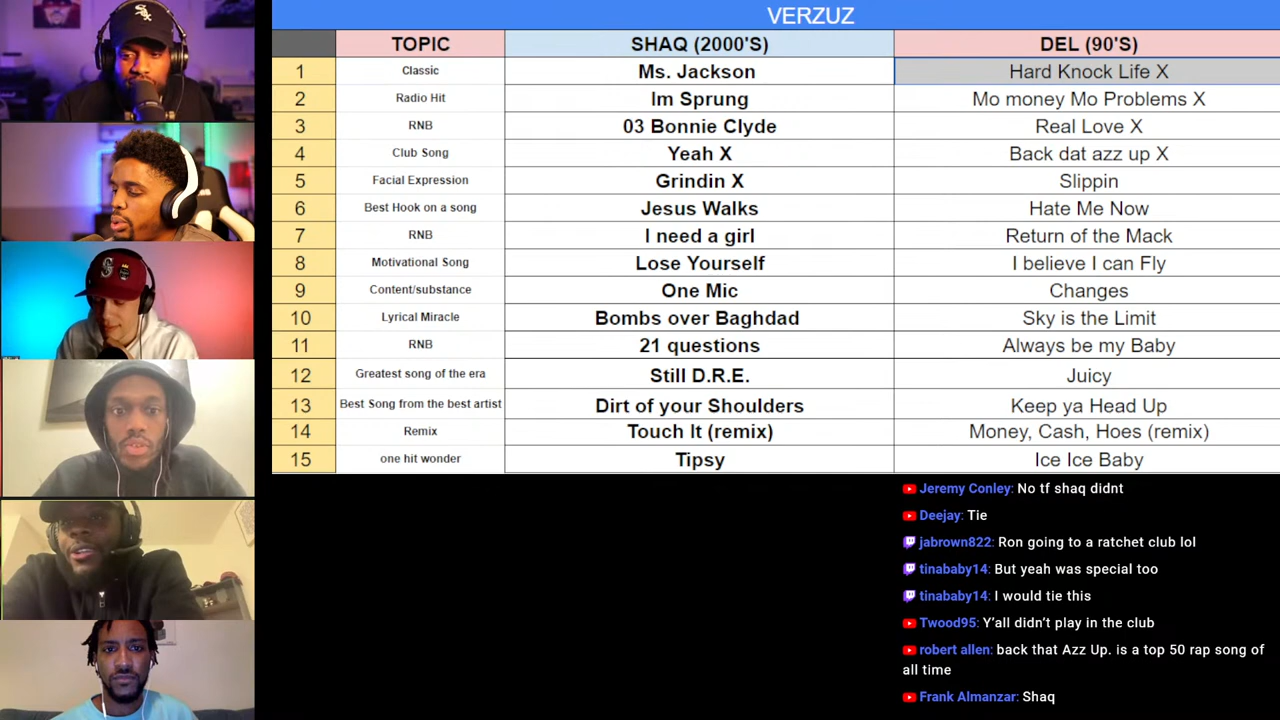 VERZUZ
TOPIC SHAQ (2000'S) DEL (90'S)
1 Classic Ms. Jackson Hard Knock Life X
2 Radio Hit Im Sprung Mo money Mo Problems X
3 RNB 03 Bonnie Clyde Real Love X
4 Club Song Yeah X Back dat azz up X
5 Facial Expression Grindin X Slippin
6 Best Hook on a song Jesus Walks Hate Me Now
7 RNB I need a girl Return of the Mack
8 Motivational Song Lose Yourself I believe I can Fly
9 Content/substance One Mic Changes
10 Lyrical Miracle Bombs over Baghdad Sky is the Limit
11 RNB 21 questions Always be my Baby
12 Greatest song of the era Still D.R.E. Juicy
13 Best Song from the best artist Dirt of your Shoulders Keep ya Head Up
14 Remix Touch It (remix) Money, Cash, Hoes (remix)
15 one hit wonder Tipsy Ice Ice Baby
Jeremy Conley: No tf shaq didnt
Deejay: Tie
jabrown822: Ron going to a ratchet club lol
tinababy14: But yeah was special too
tinababy14: I would tie this
Twood95: Y'all didn't play in the club
robert allen: back that Azz Up. is a top 50 rap song of
all time
Frank Almanzar: Shaq